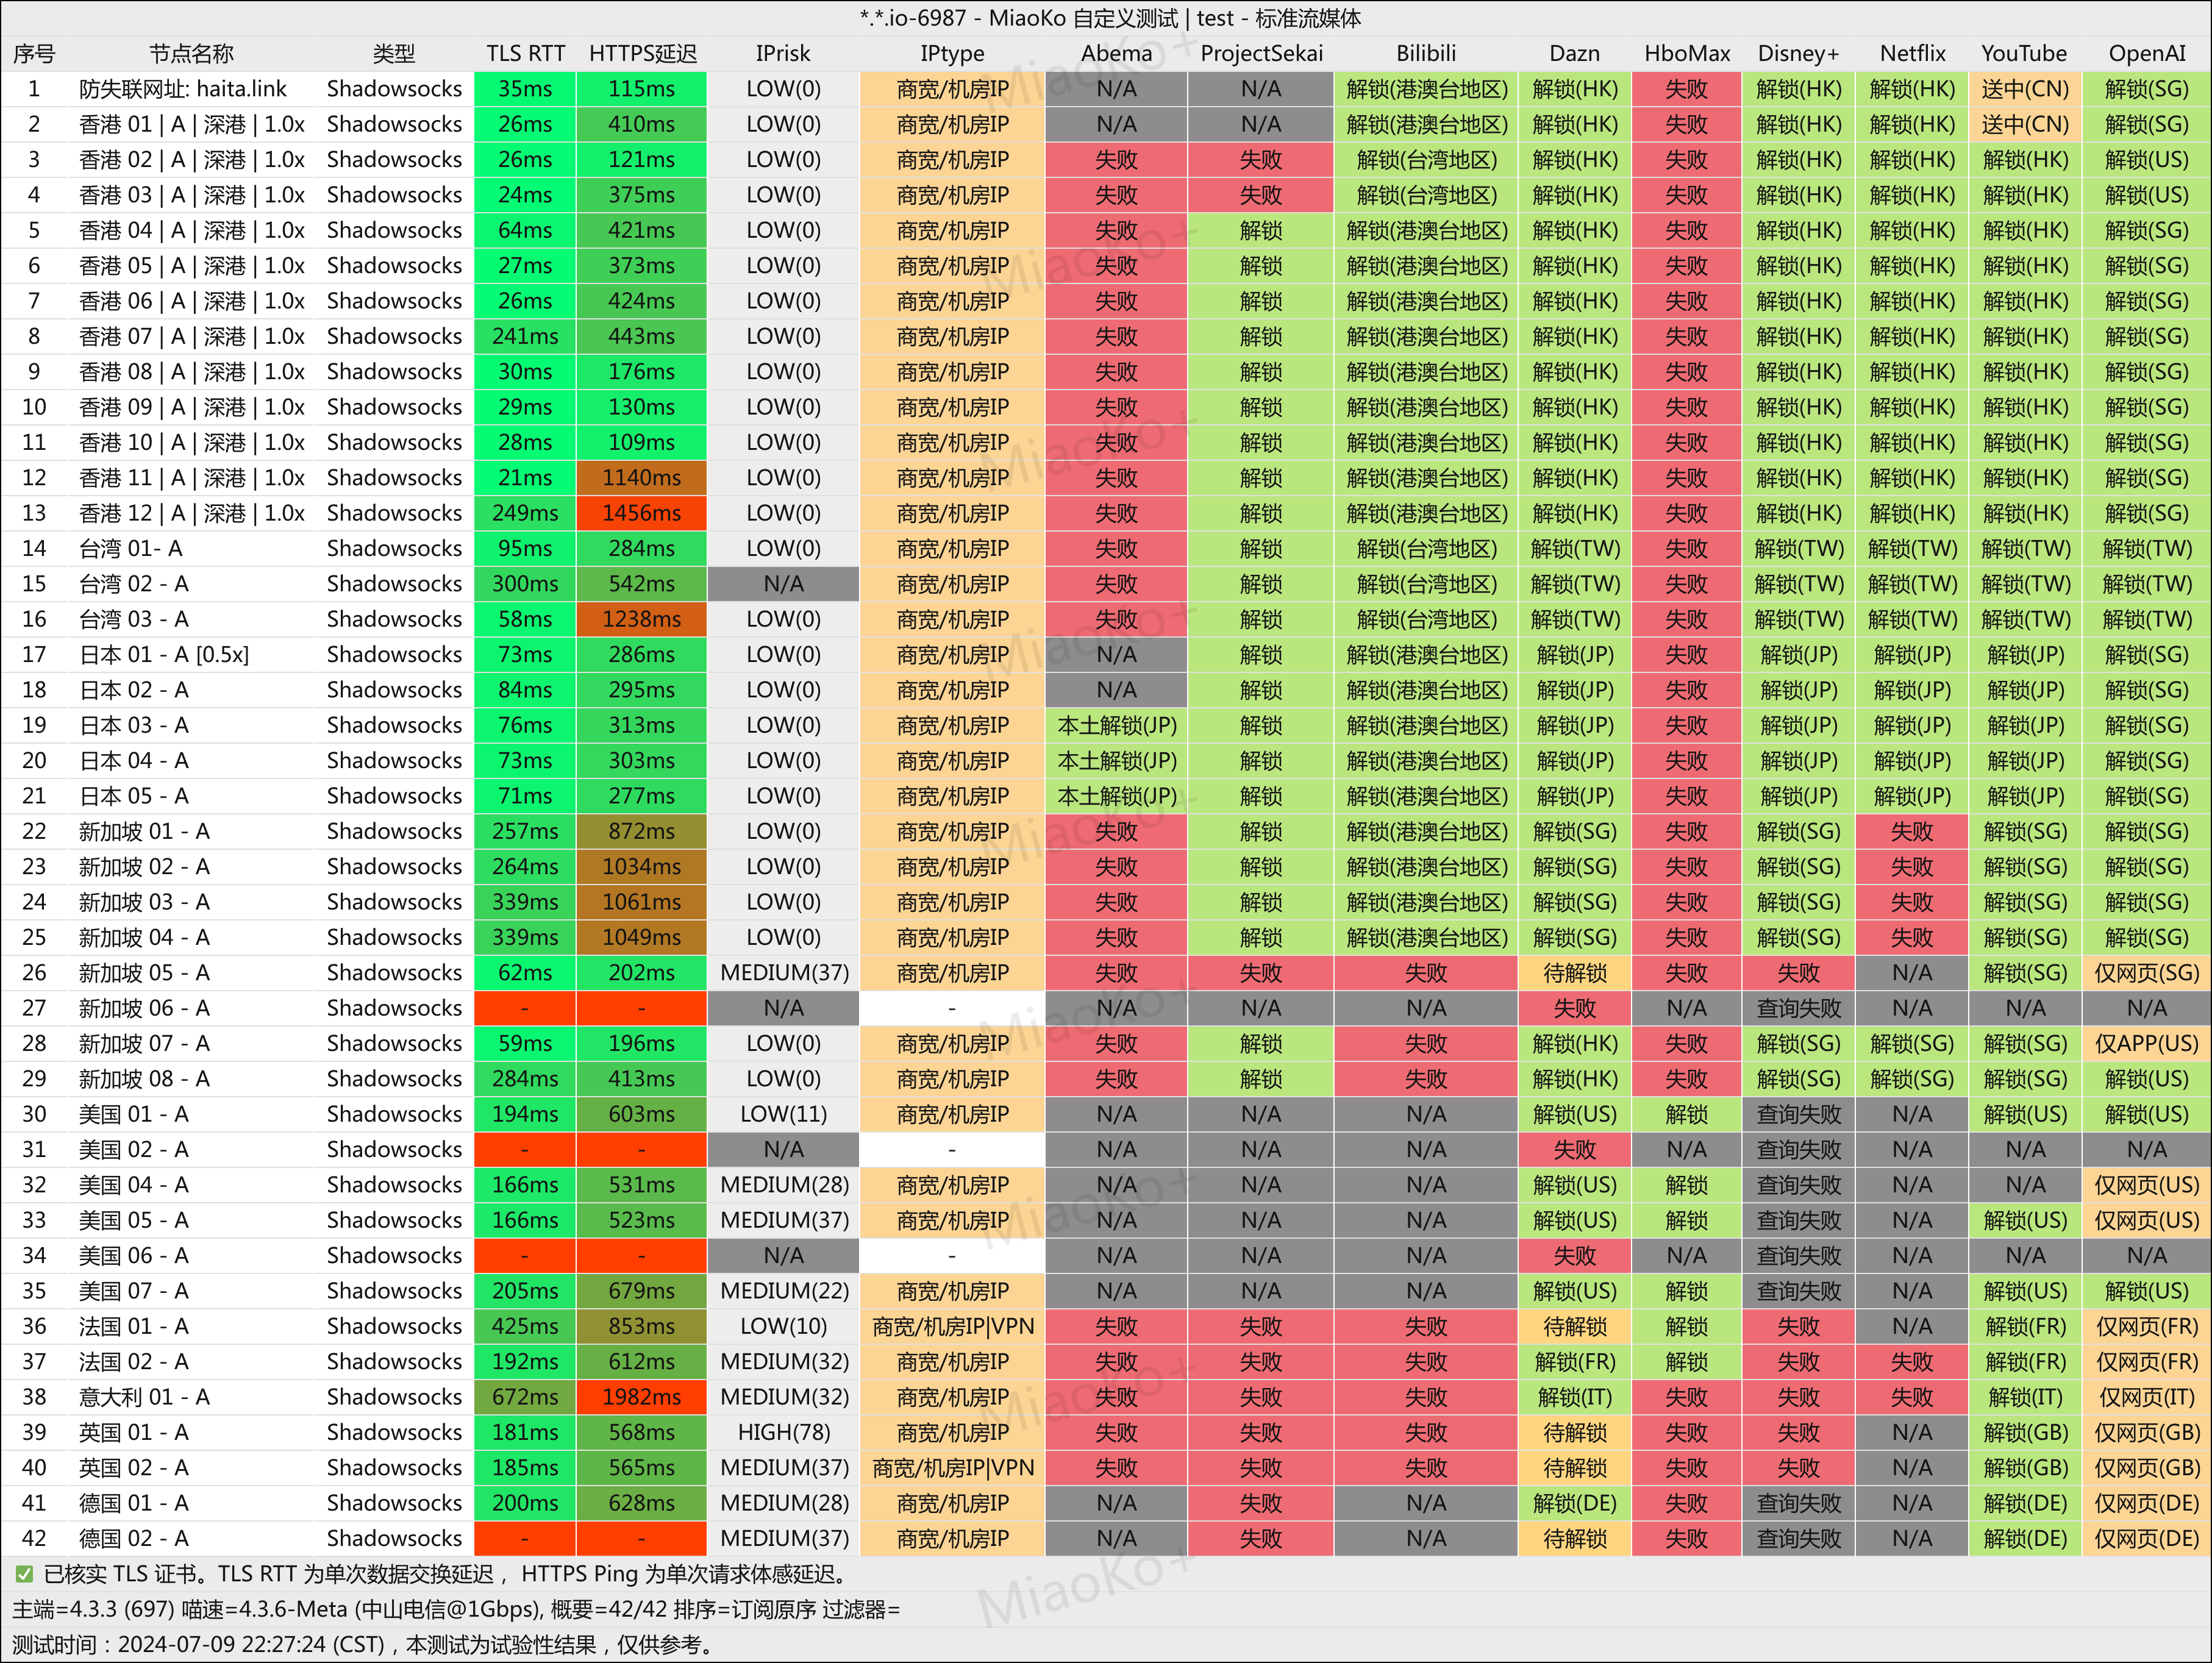 *.*.io-6987 - MiaoKo 自定义测试 | test - 标准流媒体
序号 节点名称 类型 TLS RTT HTTPS延迟 IPrisk IPtype Abema ProjectSekai Bilibili Dazn HboMax Disney+ Netflix YouTube OpenAI
1 防失联网址: haita.link Shadowsocks 35ms 115ms LOW(0) 商宽/机房IP N/A N/A 解锁(港澳台地区) 解锁(HK) 失败 解锁(HK) 解锁(HK) 送中(CN) 解锁(SG)
2 香港 01 | A | 深港 | 1.0x Shadowsocks 26ms 410ms LOW(0) 商宽/机房IP N/A N/A 解锁(港澳台地区) 解锁(HK) 失败 解锁(HK) 解锁(HK) 送中(CN) 解锁(SG)
3 香港 02 | A | 深港 | 1.0x Shadowsocks 26ms 121ms LOW(0) 商宽/机房IP 失败 失败 解锁(台湾地区) 解锁(HK) 失败 解锁(HK) 解锁(HK) 解锁(HK) 解锁(US)
4 香港 03 | A | 深港 | 1.0x Shadowsocks 24ms 375ms LOW(0) 商宽/机房IP 失败 失败 解锁(台湾地区) 解锁(HK) 失败 解锁(HK) 解锁(HK) 解锁(HK) 解锁(US)
5 香港 04 | A | 深港 | 1.0x Shadowsocks 64ms 421ms LOW(0) 商宽/机房IP 失败 解锁 解锁(港澳台地区) 解锁(HK) 失败 解锁(HK) 解锁(HK) 解锁(HK) 解锁(SG)
6 香港 05 | A | 深港 | 1.0x Shadowsocks 27ms 373ms LOW(0) 商宽/机房IP 失败 解锁 解锁(港澳台地区) 解锁(HK) 失败 解锁(HK) 解锁(HK) 解锁(HK) 解锁(SG)
7 香港 06 | A | 深港 | 1.0x Shadowsocks 26ms 424ms LOW(0) 商宽/机房IP 失败 解锁 解锁(港澳台地区) 解锁(HK) 失败 解锁(HK) 解锁(HK) 解锁(HK) 解锁(SG)
8 香港 07 | A | 深港 | 1.0x Shadowsocks 241ms 443ms LOW(0) 商宽/机房IP 失败 解锁 解锁(港澳台地区) 解锁(HK) 失败 解锁(HK) 解锁(HK) 解锁(HK) 解锁(SG)
9 香港 08 | A | 深港 | 1.0x Shadowsocks 30ms 176ms LOW(0) 商宽/机房IP 失败 解锁 解锁(港澳台地区) 解锁(HK) 失败 解锁(HK) 解锁(HK) 解锁(HK) 解锁(SG)
10 香港 09 | A | 深港 | 1.0x Shadowsocks 29ms 130ms LOW(0) 商宽/机房IP 失败 解锁 解锁(港澳台地区) 解锁(HK) 失败 解锁(HK) 解锁(HK) 解锁(HK) 解锁(SG)
11 香港 10 | A | 深港 | 1.0x Shadowsocks 28ms 109ms LOW(0) 商宽/机房IP 失败 解锁 解锁(港澳台地区) 解锁(HK) 失败 解锁(HK) 解锁(HK) 解锁(HK) 解锁(SG)
12 香港 11 | A | 深港 | 1.0x Shadowsocks 21ms 1140ms LOW(0) 商宽/机房IP 失败 解锁 解锁(港澳台地区) 解锁(HK) 失败 解锁(HK) 解锁(HK) 解锁(HK) 解锁(SG)
13 香港 12 | A | 深港 | 1.0x Shadowsocks 249ms 1456ms LOW(0) 商宽/机房IP 失败 解锁 解锁(港澳台地区) 解锁(HK) 失败 解锁(HK) 解锁(HK) 解锁(HK) 解锁(SG)
14 台湾 01- A Shadowsocks 95ms 284ms LOW(0) 商宽/机房IP 失败 解锁 解锁(台湾地区) 解锁(TW) 失败 解锁(TW) 解锁(TW) 解锁(TW) 解锁(TW)
15 台湾 02 - A Shadowsocks 300ms 542ms N/A 商宽/机房IP 失败 解锁 解锁(台湾地区) 解锁(TW) 失败 解锁(TW) 解锁(TW) 解锁(TW) 解锁(TW)
16 台湾 03 - A Shadowsocks 58ms 1238ms LOW(0) 商宽/机房IP 失败 解锁 解锁(台湾地区) 解锁(TW) 失败 解锁(TW) 解锁(TW) 解锁(TW) 解锁(TW)
17 日本 01 - A [0.5x] Shadowsocks 73ms 286ms LOW(0) 商宽/机房IP N/A 解锁 解锁(港澳台地区) 解锁(JP) 失败 解锁(JP) 解锁(JP) 解锁(JP) 解锁(SG)
18 日本 02 - A Shadowsocks 84ms 295ms LOW(0) 商宽/机房IP N/A 解锁 解锁(港澳台地区) 解锁(JP) 失败 解锁(JP) 解锁(JP) 解锁(JP) 解锁(SG)
19 日本 03 - A Shadowsocks 76ms 313ms LOW(0) 商宽/机房IP 本土解锁(JP) 解锁 解锁(港澳台地区) 解锁(JP) 失败 解锁(JP) 解锁(JP) 解锁(JP) 解锁(SG)
20 日本 04 - A Shadowsocks 73ms 303ms LOW(0) 商宽/机房IP 本土解锁(JP) 解锁 解锁(港澳台地区) 解锁(JP) 失败 解锁(JP) 解锁(JP) 解锁(JP) 解锁(SG)
21 日本 05 - A Shadowsocks 71ms 277ms LOW(0) 商宽/机房IP 本土解锁(JP) 解锁 解锁(港澳台地区) 解锁(JP) 失败 解锁(JP) 解锁(JP) 解锁(JP) 解锁(SG)
22 新加坡 01 - A Shadowsocks 257ms 872ms LOW(0) 商宽/机房IP 失败 解锁 解锁(港澳台地区) 解锁(SG) 失败 解锁(SG) 失败 解锁(SG) 解锁(SG)
23 新加坡 02 - A Shadowsocks 264ms 1034ms LOW(0) 商宽/机房IP 失败 解锁 解锁(港澳台地区) 解锁(SG) 失败 解锁(SG) 失败 解锁(SG) 解锁(SG)
24 新加坡 03 - A Shadowsocks 339ms 1061ms LOW(0) 商宽/机房IP 失败 解锁 解锁(港澳台地区) 解锁(SG) 失败 解锁(SG) 失败 解锁(SG) 解锁(SG)
25 新加坡 04 - A Shadowsocks 339ms 1049ms LOW(0) 商宽/机房IP 失败 解锁 解锁(港澳台地区) 解锁(SG) 失败 解锁(SG) 失败 解锁(SG) 解锁(SG)
26 新加坡 05 - A Shadowsocks 62ms 202ms MEDIUM(37) 商宽/机房IP 失败 失败 失败 待解锁 失败 失败 N/A 解锁(SG) 仅网页(SG)
27 新加坡 06 - A Shadowsocks - - N/A - N/A N/A N/A 失败 N/A 查询失败 N/A N/A N/A
28 新加坡 07 - A Shadowsocks 59ms 196ms LOW(0) 商宽/机房IP 失败 解锁 失败 解锁(HK) 失败 解锁(SG) 解锁(SG) 解锁(SG) 仅APP(US)
29 新加坡 08 - A Shadowsocks 284ms 413ms LOW(0) 商宽/机房IP 失败 解锁 失败 解锁(HK) 失败 解锁(SG) 解锁(SG) 解锁(SG) 解锁(US)
30 美国 01 - A Shadowsocks 194ms 603ms LOW(11) 商宽/机房IP N/A N/A N/A 解锁(US) 解锁 查询失败 N/A 解锁(US) 解锁(US)
31 美国 02 - A Shadowsocks - - N/A - N/A N/A N/A 失败 N/A 查询失败 N/A N/A N/A
32 美国 04 - A Shadowsocks 166ms 531ms MEDIUM(28) 商宽/机房IP N/A N/A N/A 解锁(US) 解锁 查询失败 N/A N/A 仅网页(US)
33 美国 05 - A Shadowsocks 166ms 523ms MEDIUM(37) 商宽/机房IP N/A N/A N/A 解锁(US) 解锁 查询失败 N/A 解锁(US) 仅网页(US)
34 美国 06 - A Shadowsocks - - N/A - N/A N/A N/A 失败 N/A 查询失败 N/A N/A N/A
35 美国 07 - A Shadowsocks 205ms 679ms MEDIUM(22) 商宽/机房IP N/A N/A N/A 解锁(US) 解锁 查询失败 N/A 解锁(US) 解锁(US)
36 法国 01 - A Shadowsocks 425ms 853ms LOW(10) 商宽/机房IP|VPN 失败 失败 失败 待解锁 解锁 失败 N/A 解锁(FR) 仅网页(FR)
37 法国 02 - A Shadowsocks 192ms 612ms MEDIUM(32) 商宽/机房IP 失败 失败 失败 解锁(FR) 解锁 失败 失败 解锁(FR) 仅网页(FR)
38 意大利 01 - A Shadowsocks 672ms 1982ms MEDIUM(32) 商宽/机房IP 失败 失败 失败 解锁(IT) 失败 失败 失败 解锁(IT) 仅网页(IT)
39 英国 01 - A Shadowsocks 181ms 568ms HIGH(78) 商宽/机房IP 失败 失败 失败 待解锁 失败 失败 N/A 解锁(GB) 仅网页(GB)
40 英国 02 - A Shadowsocks 185ms 565ms MEDIUM(37) 商宽/机房IP|VPN 失败 失败 失败 待解锁 失败 失败 N/A 解锁(GB) 仅网页(GB)
41 德国 01 - A Shadowsocks 200ms 628ms MEDIUM(28) 商宽/机房IP N/A 失败 N/A 解锁(DE) 失败 查询失败 N/A 解锁(DE) 仅网页(DE)
42 德国 02 - A Shadowsocks - - MEDIUM(37) 商宽/机房IP N/A 失败 N/A 待解锁 失败 查询失败 N/A 解锁(DE) 仅网页(DE)
✅ 已核实 TLS 证书。TLS RTT 为单次数据交换延迟， HTTPS Ping 为单次请求体感延迟。
主端=4.3.3 (697) 喵速=4.3.6-Meta (中山电信@1Gbps), 概要=42/42 排序=订阅原序 过滤器=
测试时间：2024-07-09 22:27:24 (CST)，本测试为试验性结果，仅供参考。
MiaoKo+
MiaoKo+
MiaoKo+
MiaoKo+
MiaoKo+
MiaoKo+
MiaoKo+
MiaoKo+
MiaoKo+